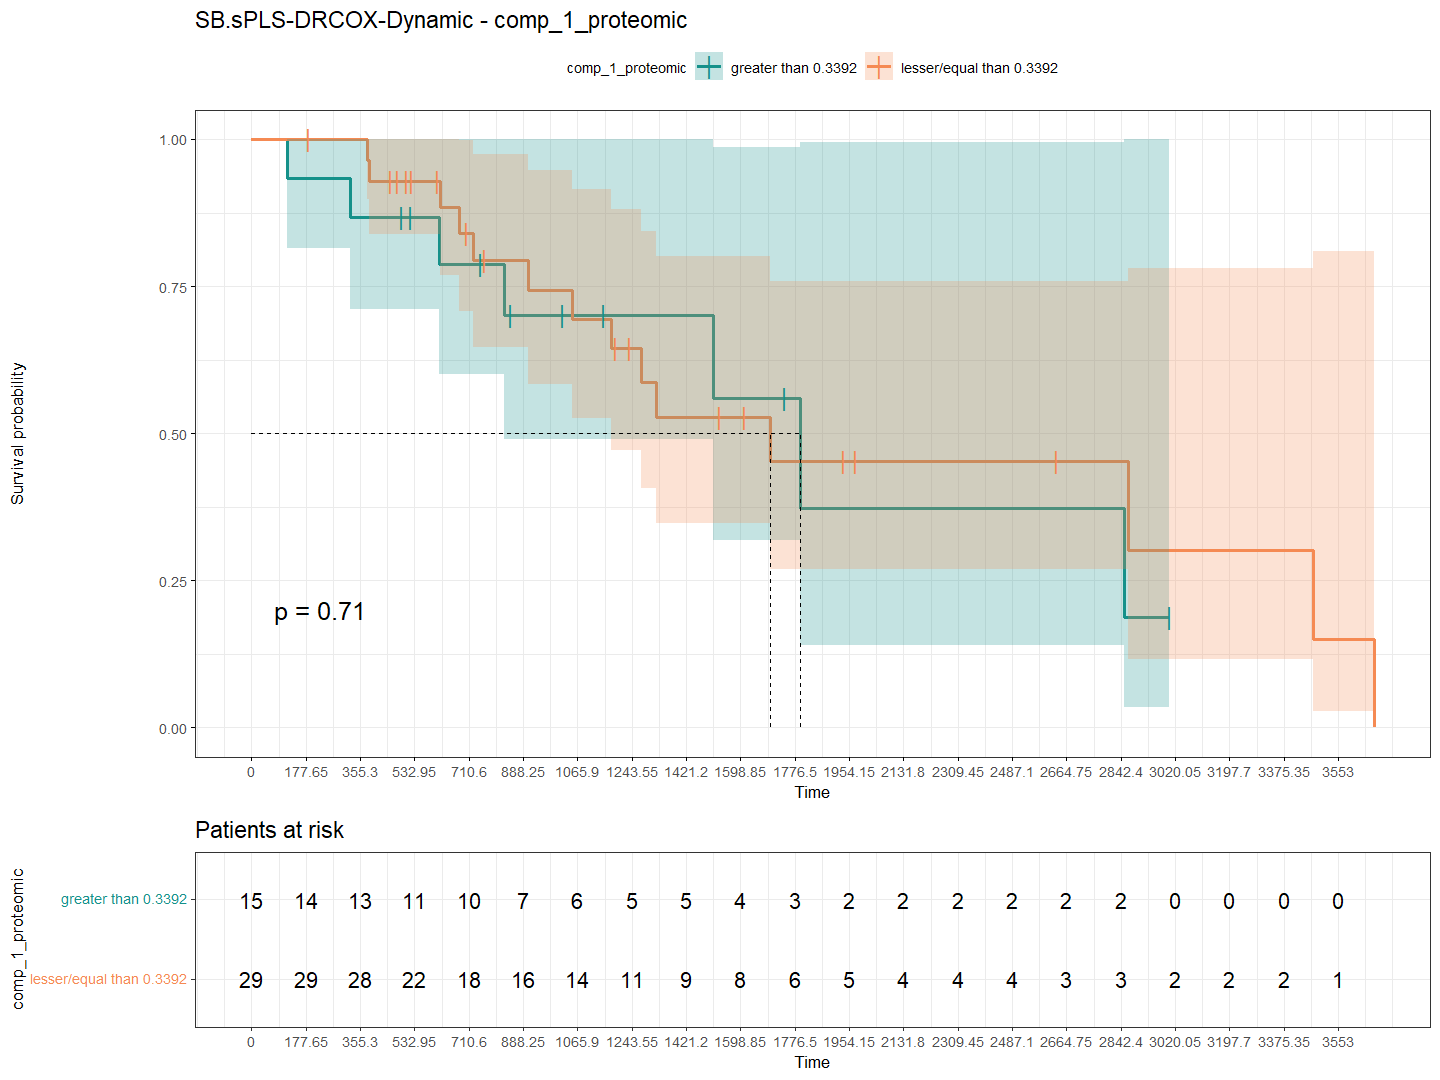 SB.sPLS-DRCOX-Dynamic - comp_1_proteomic
comp_1_proteomic greater than 0.3392 lesser/equal than 0.3392
Survival probability
1.00
0.75
0.50
0.25
0.00
p = 0.71
0 177.65 355.3 532.95 710.6 888.25 1065.9 1243.55 1421.2 1598.85 1776.5 1954.15 2131.8 2309.45 2487.1 2664.75 2842.4 3020.05 3197.7 3375.35 3553
Time
Patients at risk
comp_1_proteomic
greater than 0.3392 15 14 13 11 10 7 6 5 5 4 3 2 2 2 2 2 2 0 0 0 0
lesser/equal than 0.3392 29 29 28 22 18 16 14 11 9 8 6 5 4 4 4 3 3 2 2 2 1
0 177.65 355.3 532.95 710.6 888.25 1065.9 1243.55 1421.2 1598.85 1776.5 1954.15 2131.8 2309.45 2487.1 2664.75 2842.4 3020.05 3197.7 3375.35 3553
Time